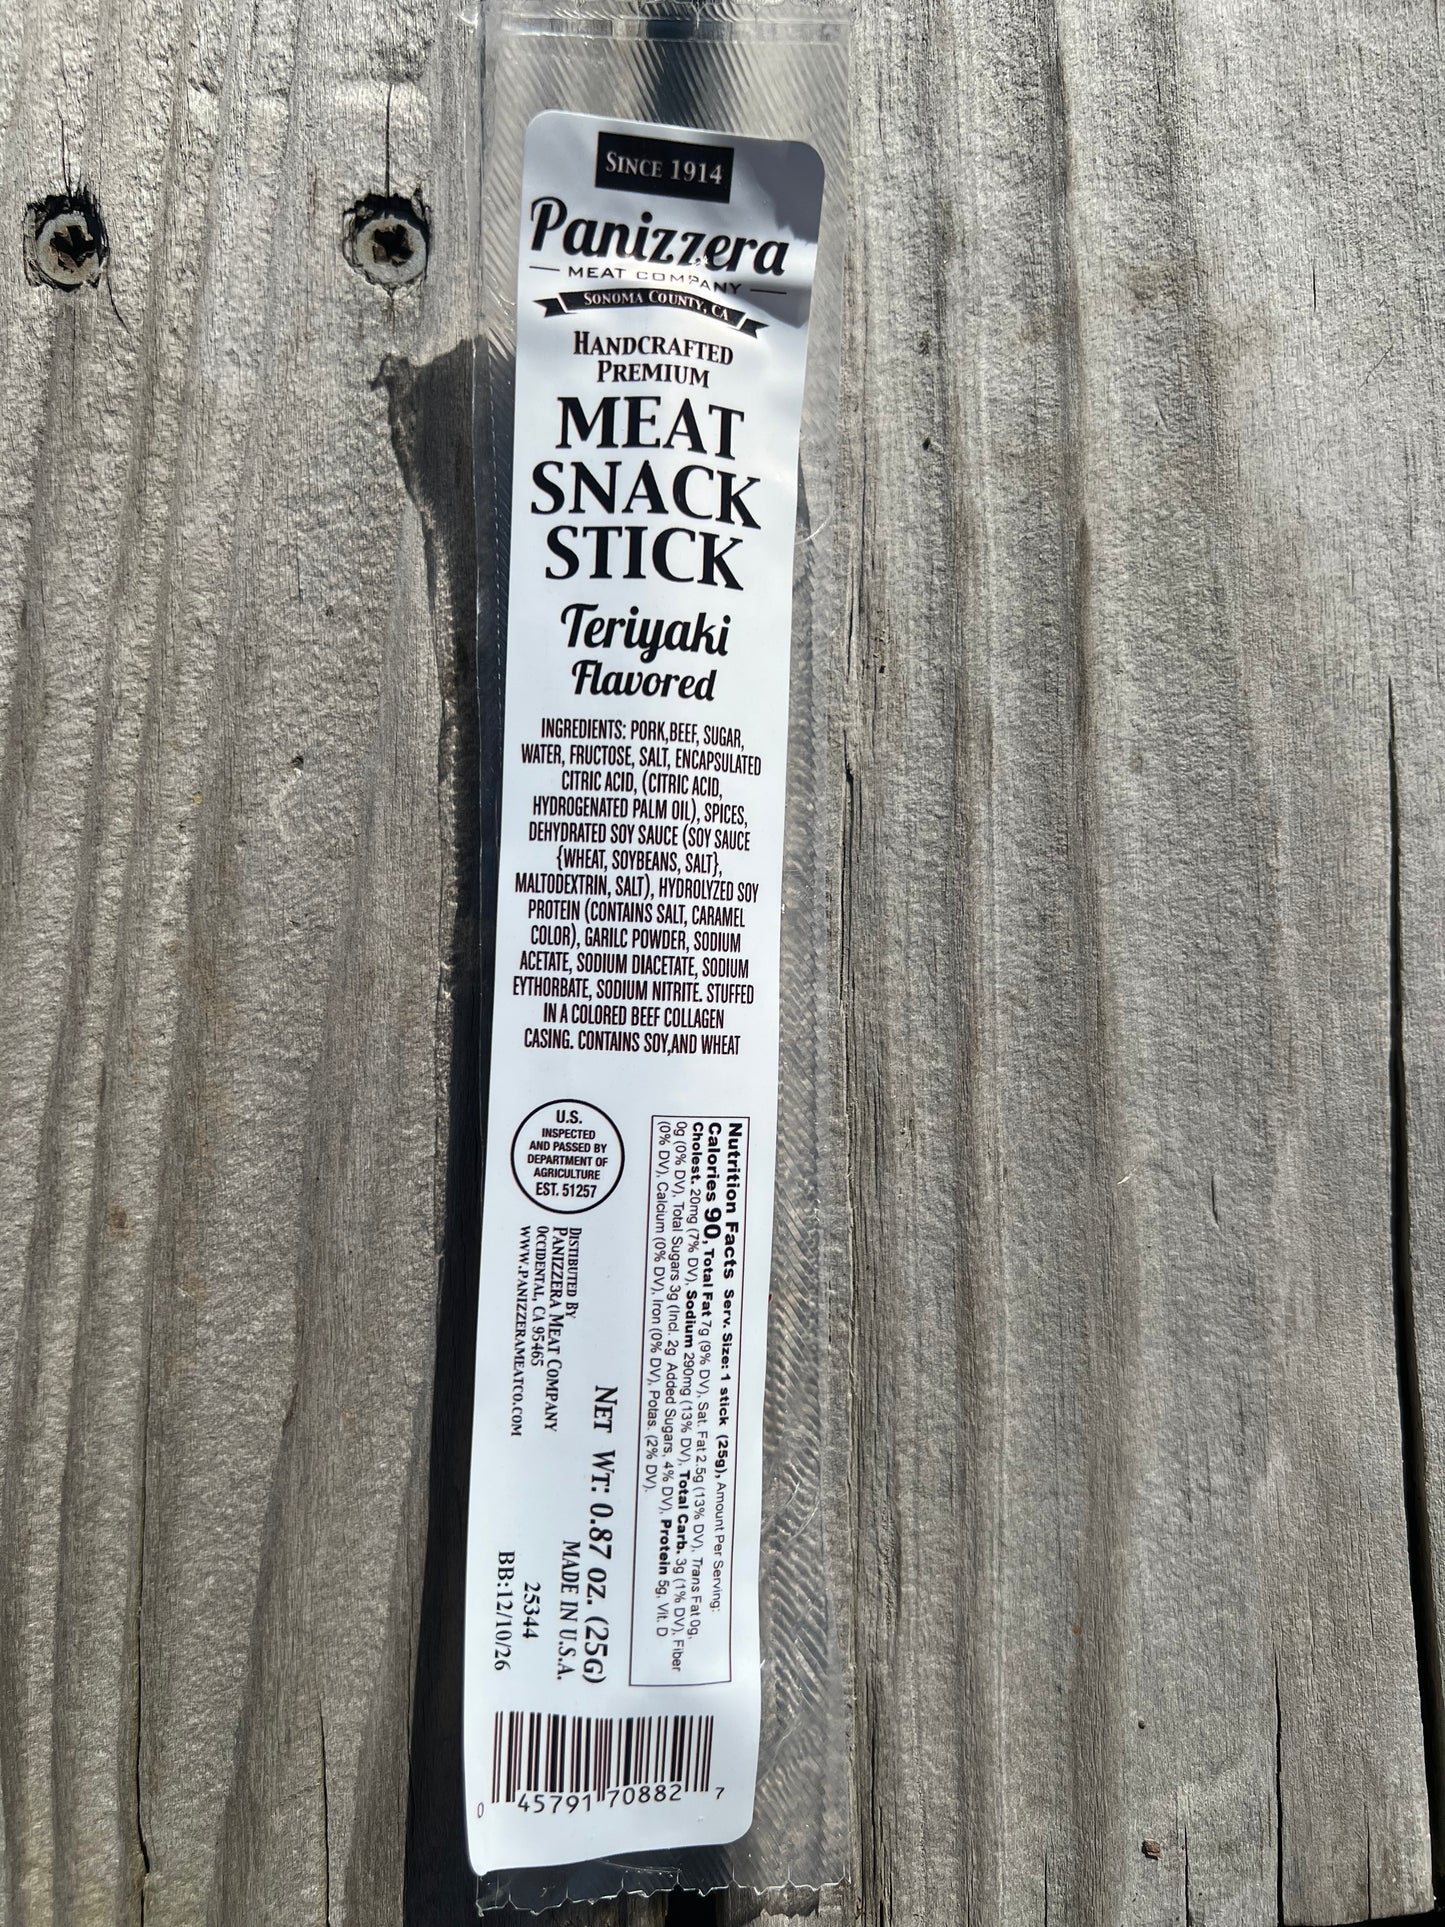 SINCE 1914
Panizzera
MEAT COMPANY
SONOMA COUNTY, CA
HANDCRAFTED
PREMIUM
MEAT
SNACK
STICK
Teriyaki
Flavored
INGREDIENTS: PORK,BEEF, SUGAR,
WATER, FRUCTOSE, SALT, ENCAPSULATED
CITRIC ACID, (CITRIC ACID,
HYDROGENATED PALM OIL), SPICES,
DEHYDRATED SOY SAUCE (SOY SAUCE
{WHEAT, SOYBEANS, SALT},
MALTODEXTRIN, SALT), HYDROLYZED SOY
PROTEIN (CONTAINS SALT, CARAMEL
COLOR), GARILC POWDER, SODIUM
ACETATE, SODIUM DIACETATE, SODIUM
EYTHORBATE, SODIUM NITRITE. STUFFED
IN A COLORED BEEF COLLAGEN
CASING. CONTAINS SOY,AND WHEAT
U.S.
INSPECTED
AND PASSED BY
DEPARTMENT OF
AGRICULTURE
EST. 51257
Nutrition Facts Serv. Size: 1 stick (25g), Amount Per Serving:
Calories 90, Total Fat 7g (9% DV), Sat. Fat 2.5g (13% DV), Trans Fat 0g,
Cholest. 20mg (7% DV), Sodium 290mg (13% DV), Total Carb. 3g (1% DV), Fiber
0g (0% DV), Total Sugars 3g (Incl. 2g Added Sugars, 4% DV), Protein 5g, Vit. D
(0% DV), Calcium (0% DV), Iron (0% DV), Potas. (2% DV).
DISTIBUTED BY
PANIZZERA MEAT COMPANY
OCCIDENTAL, CA 95465
WWW.PANIZZERAMEATCO.COM
NET WT: 0.87 OZ. (25G)
MADE IN U.S.A.
25344
BB:12/10/26
0 45791 70882 7